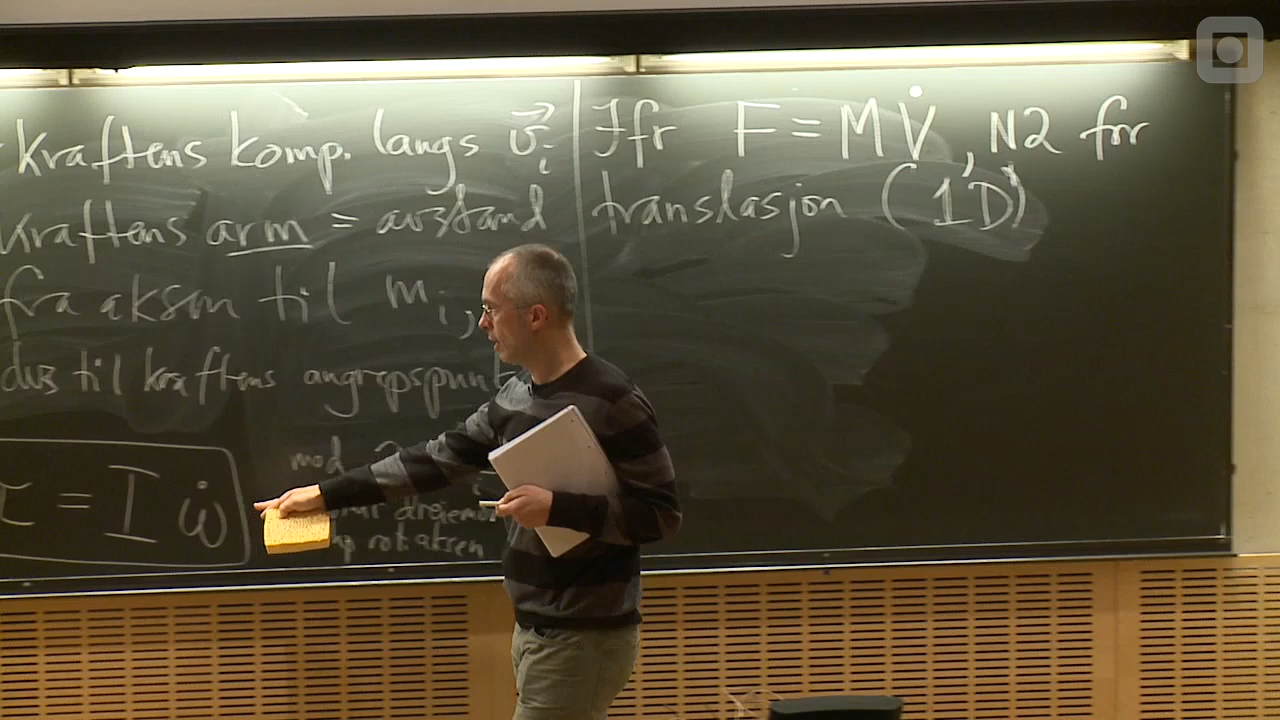 kraftens komp. langs v⃗ᵢ
kraftens arm = avstand
fra aksen til mᵢ,
dvs til kraftens angrepspunkt
τ = I ω̇
mod
dreiemo
rot.aksen
Jfr F = M V̇, N2 for
translasjon (1D)